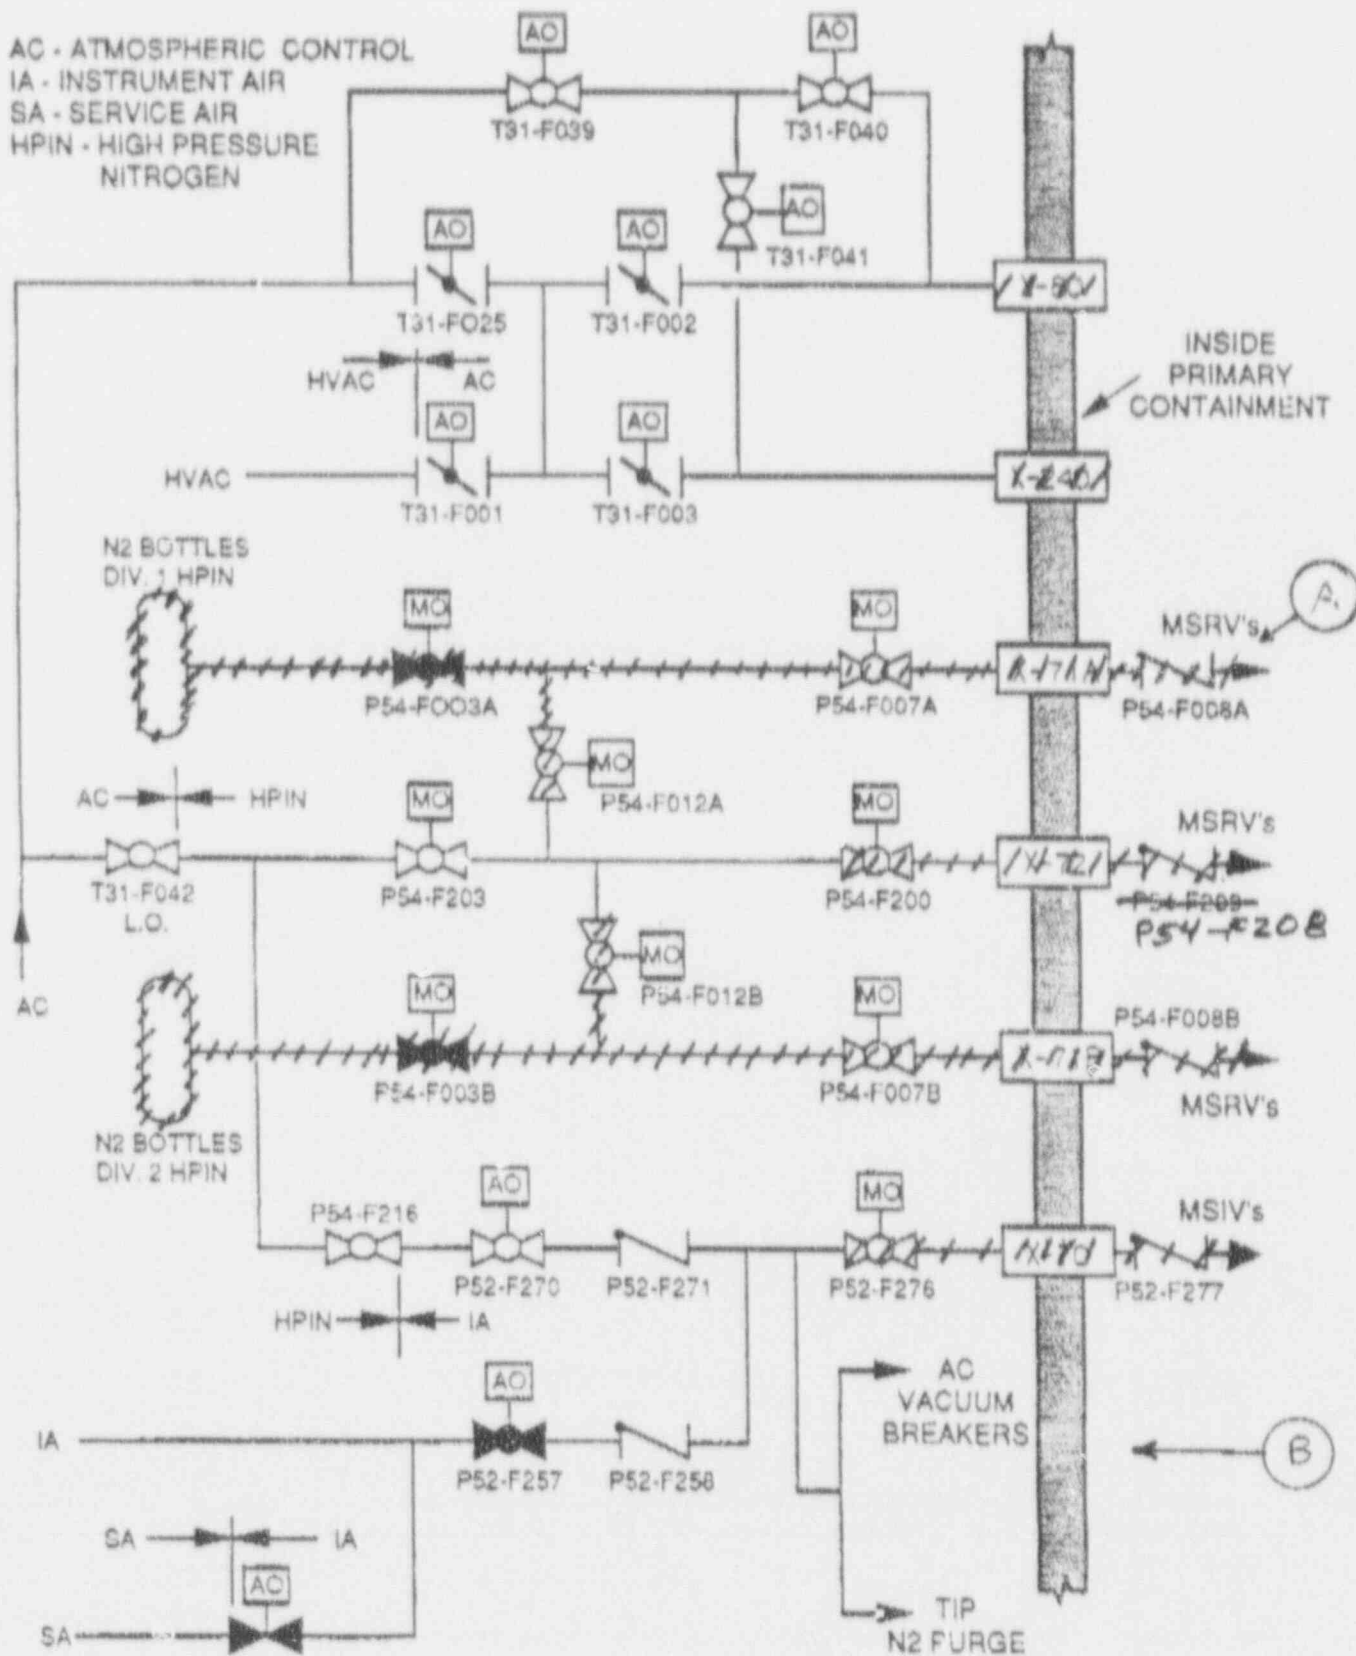 AC - ATMOSPHERIC CONTROL
IA - INSTRUMENT AIR
SA - SERVICE AIR
HPIN - HIGH PRESSURE
NITROGEN
AO
AO
T31-F039
T31-F040
AO
T31-F041
AO
AO
T31-FO25
T31-F002
X-80
HVAC
AC
INSIDE
PRIMARY
CONTAINMENT
AO
AO
HVAC
T31-F001
T31-F003
X-240
N2 BOTTLES
DIV. 1 HPIN
MO
MO
A.
MSRV's
P54-FOO3A
P54-F007A
P54-F008A
MO
P54-F012A
AC
HPIN
MO
MO
MSRV's
T31-F042
L.O.
P54-F203
P54-F200
X-72
P54-F209
P54-F208
MO
P54-F012B
AC
MO
MO
P54-F008B
P54-F003B
P54-F007B
MSRV's
N2 BOTTLES
DIV. 2 HPIN
P54-F216
AO
MO
MSIV's
P52-F270
P52-F271
P52-F276
P52-F277
HPIN
IA
AO
AC
VACUUM
BREAKERS
IA
P52-F257
P52-F258
B
SA
IA
AO
SA
TIP
N2 PURGE